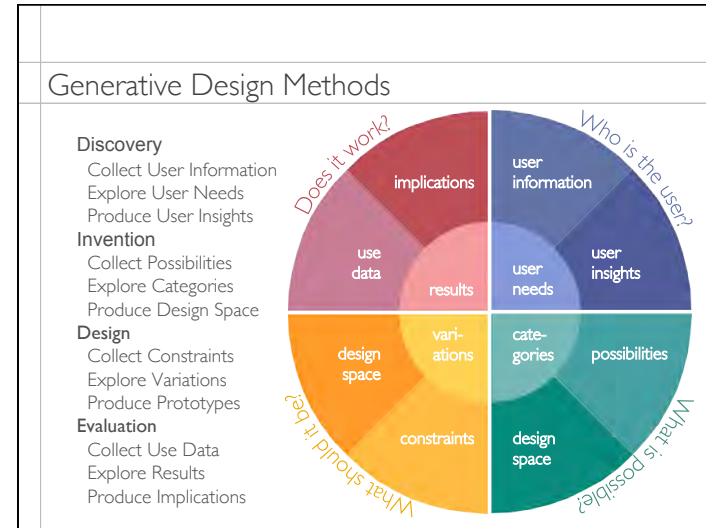 Generative Design Methods
Discovery
Collect User Information
Explore User Needs
Produce User Insights
Invention
Collect Possibilities
Explore Categories
Produce Design Space
Design
Collect Constraints
Explore Variations
Produce Prototypes
Evaluation
Collect Use Data
Explore Results
Produce Implications
Does it work?
implications
use
data
results
Who is the user?
user
information
user
insights
user
needs
vari-
ations
design
space
constraints
What should it be?
cate-
gories
possibilities
design
space
What is possible?